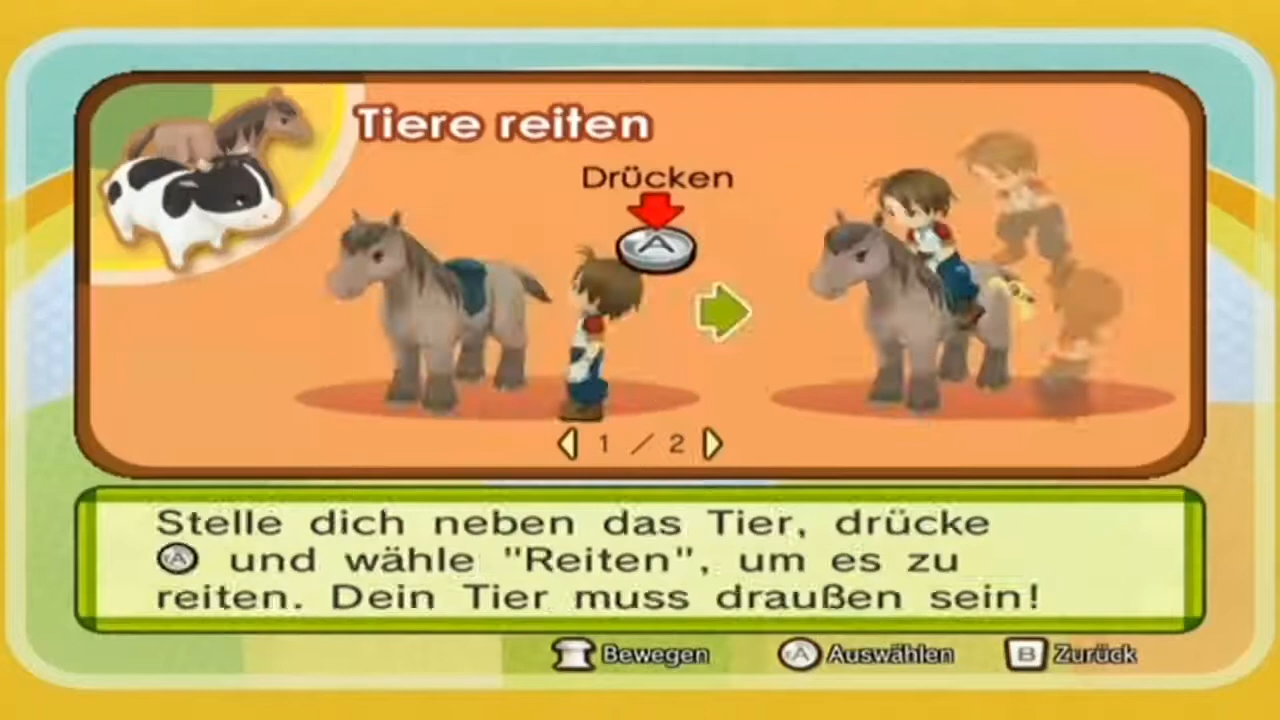 Tiere reiten
Drücken
A
1 / 2
Stelle dich neben das Tier, drücke
A und wähle "Reiten", um es zu
reiten. Dein Tier muss draußen sein!
Bewegen A Auswählen B Zurück